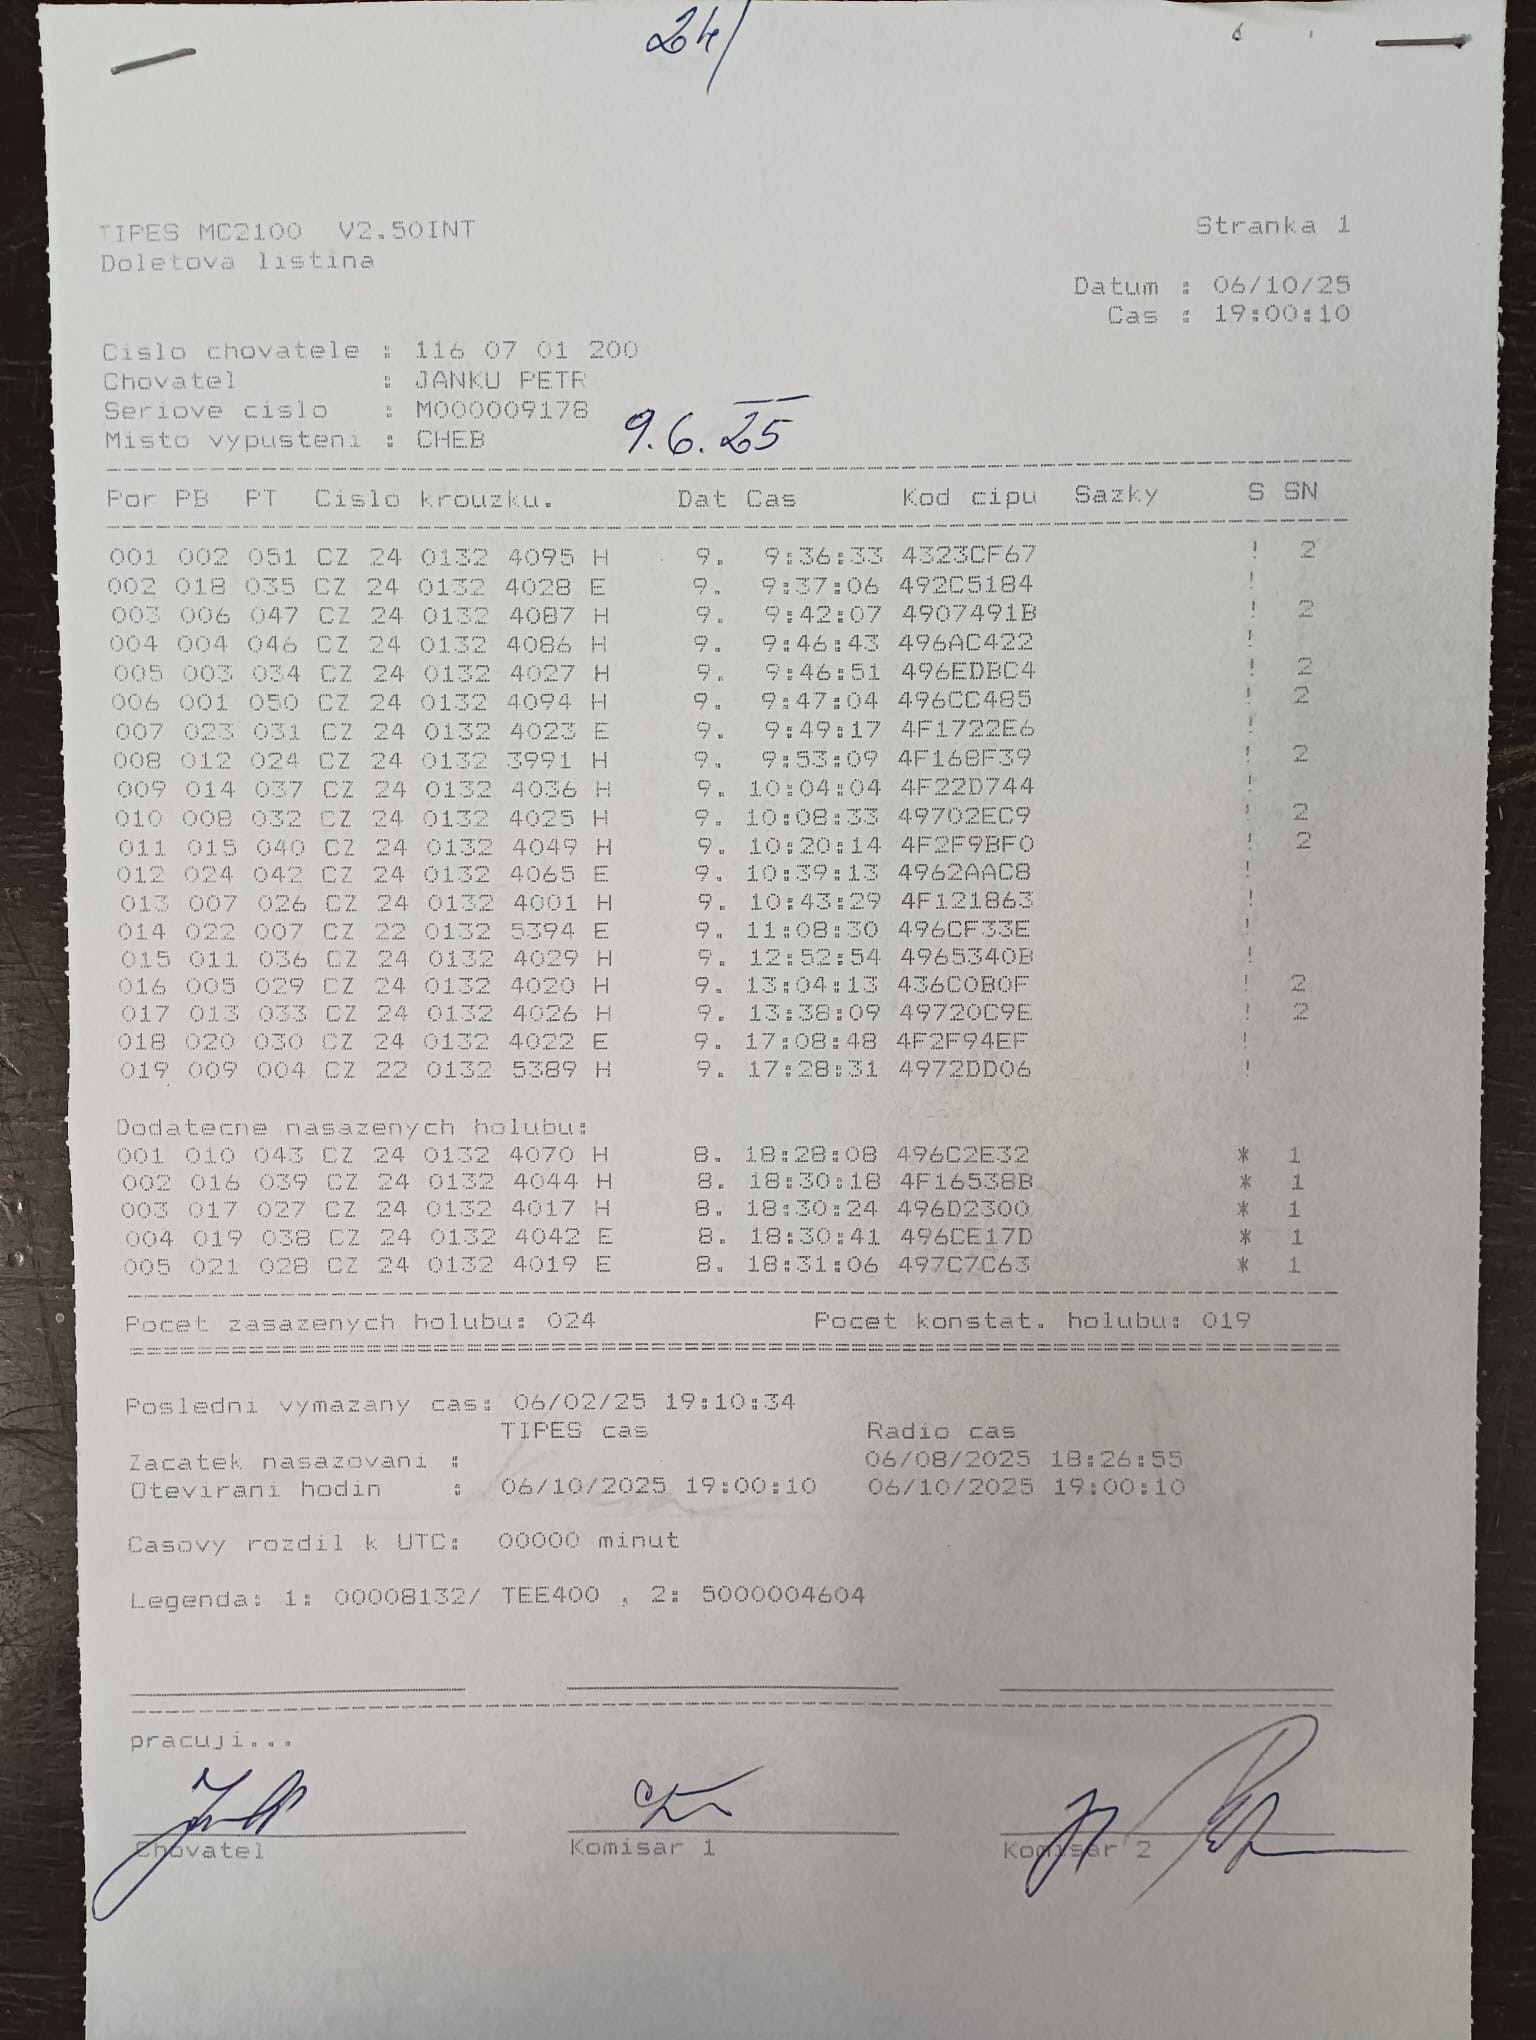 24/
TIPES MC2100 V2.50INT Stranka 1
Doletova listina
Datum : 06/10/25
Cas : 19:00:10
Cislo chovatele : 116 07 01 200
Chovatel : JANKU PETR
Seriove cislo : M000009178
Misto vypusteni : CHEB 9.6.25
Por PB PT Cislo krouzku. Dat Cas Kod cipu Sazky S SN
001 002 051 CZ 24 0132 4095 H 9. 9:36:33 4323CF67 ! 2
002 018 035 CZ 24 0132 4028 E 9. 9:37:06 492C5184 !
003 006 047 CZ 24 0132 4087 H 9. 9:42:07 4907491B ! 2
004 004 046 CZ 24 0132 4086 H 9. 9:46:43 496AC422 !
005 003 034 CZ 24 0132 4027 H 9. 9:46:51 496EDBC4 ! 2
006 001 050 CZ 24 0132 4094 H 9. 9:47:04 496CC485 ! 2
007 023 031 CZ 24 0132 4023 E 9. 9:49:17 4F1722E6 !
008 012 024 CZ 24 0132 3991 H 9. 9:53:09 4F168F39 ! 2
009 014 037 CZ 24 0132 4036 H 9. 10:04:04 4F22D744 !
010 008 032 CZ 24 0132 4025 H 9. 10:08:33 49702EC9 ! 2
011 015 040 CZ 24 0132 4049 H 9. 10:20:14 4F2F9BF0 ! 2
012 024 042 CZ 24 0132 4065 E 9. 10:39:13 4962AAC8 !
013 007 026 CZ 24 0132 4001 H 9. 10:43:29 4F121863 !
014 022 007 CZ 22 0132 5394 E 9. 11:08:30 496CF33E !
015 011 036 CZ 24 0132 4029 H 9. 12:52:54 4965340B !
016 005 029 CZ 24 0132 4020 H 9. 13:04:13 436C0B0F ! 2
017 013 033 CZ 24 0132 4026 H 9. 13:38:09 49720C9E ! 2
018 020 030 CZ 24 0132 4022 E 9. 17:08:48 4F2F94EF !
019 009 004 CZ 22 0132 5389 H 9. 17:28:31 4972DD06 !
Dodatecne nasazenych holubu:
001 010 043 CZ 24 0132 4070 H 8. 18:28:08 496C2E32 * 1
002 016 039 CZ 24 0132 4044 H 8. 18:30:18 4F16538B * 1
003 017 027 CZ 24 0132 4017 H 8. 18:30:24 496D2300 * 1
004 019 038 CZ 24 0132 4042 E 8. 18:30:41 496CE17D * 1
005 021 028 CZ 24 0132 4019 E 8. 18:31:06 497C7C63 * 1
Pocet zasazenych holubu: 024 Pocet konstat. holubu: 019
Posledni vymazany cas: 06/02/25 19:10:34
TIPES cas Radio cas
Zacatek nasazovani : 06/08/2025 18:26:55
Otevirani hodin : 06/10/2025 19:00:10 06/10/2025 19:00:10
Casovy rozdil k UTC: 00000 minut
Legenda: 1: 00008132/ TEE400 , 2: 5000004604
pracuji...
Chovatel Komisar 1 Komisar 2